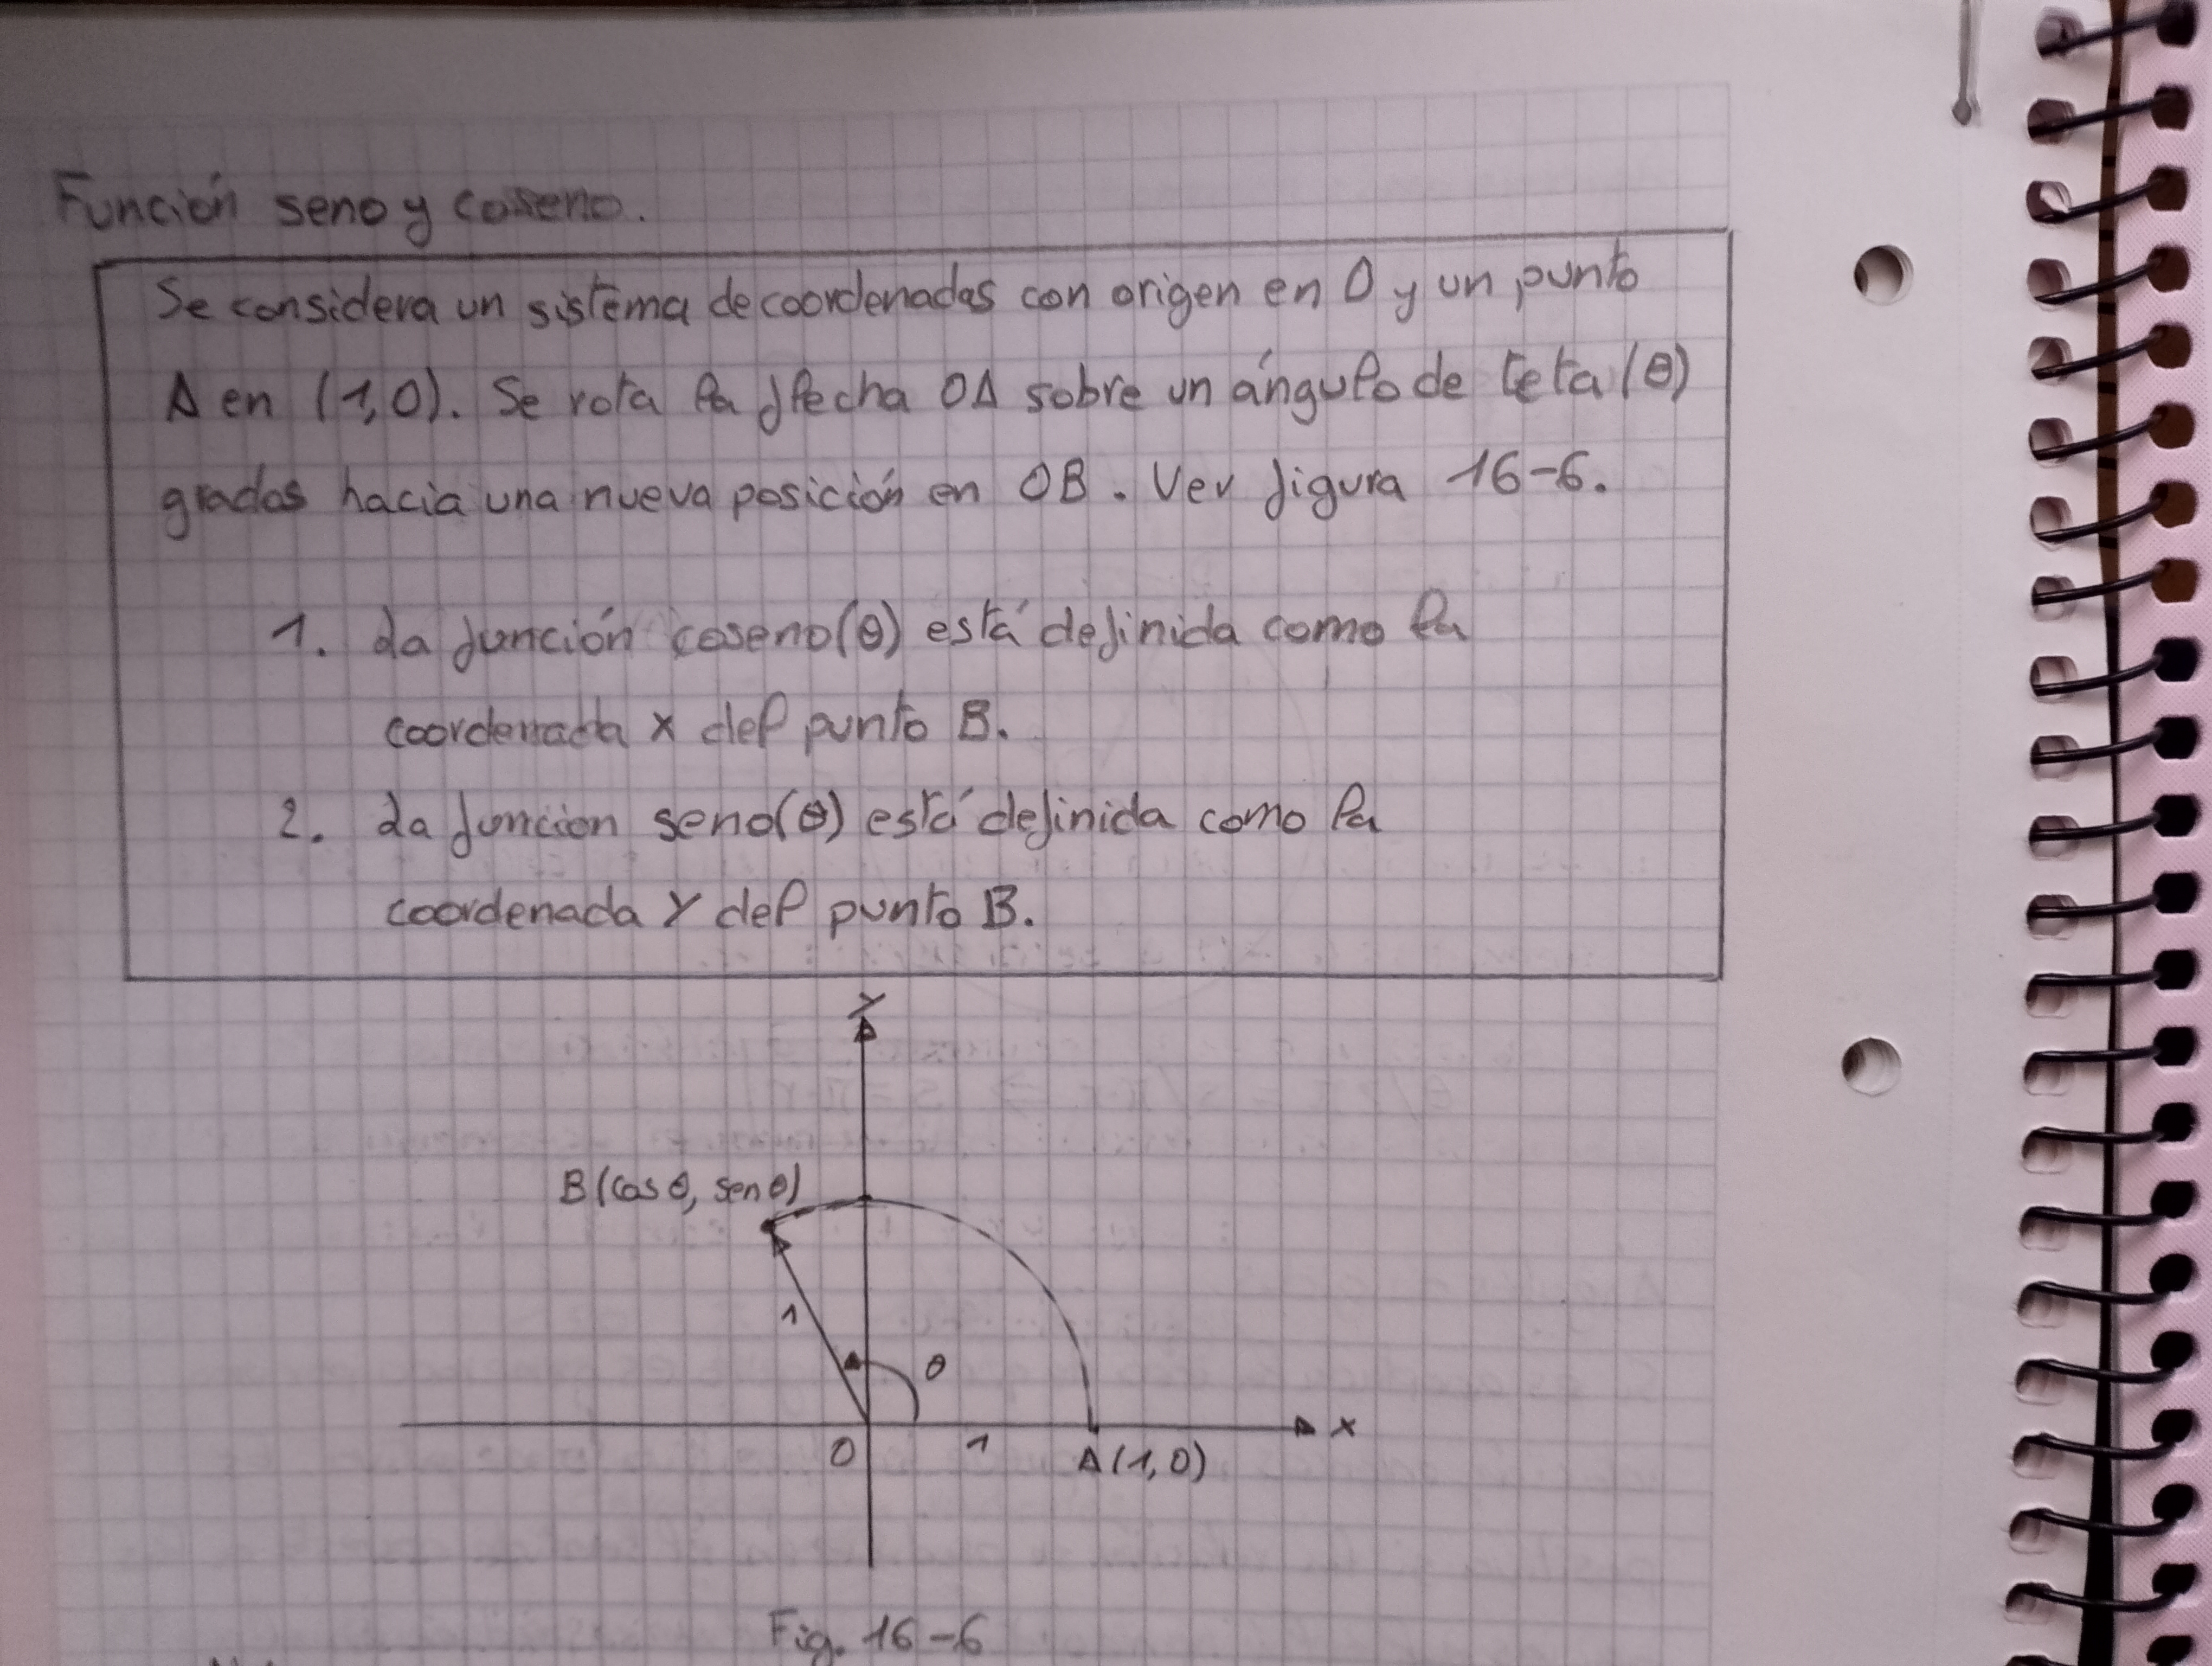 Función seno y coseno.
Se considera un sistema de coordenadas con origen en O y un punto
A en (1,0). Se rota la flecha OA sobre un ángulo de teta (θ)
grados hacia una nueva posición en OB. Ver figura 16-6.
1. La función coseno(θ) está definida como la
coordenada x del punto B.
2. La función seno(θ) está definida como la
coordenada Y del punto B.
Y
B(cos θ, sen θ)
1
θ
O 1 A(1,0) x
Fig. 16-6